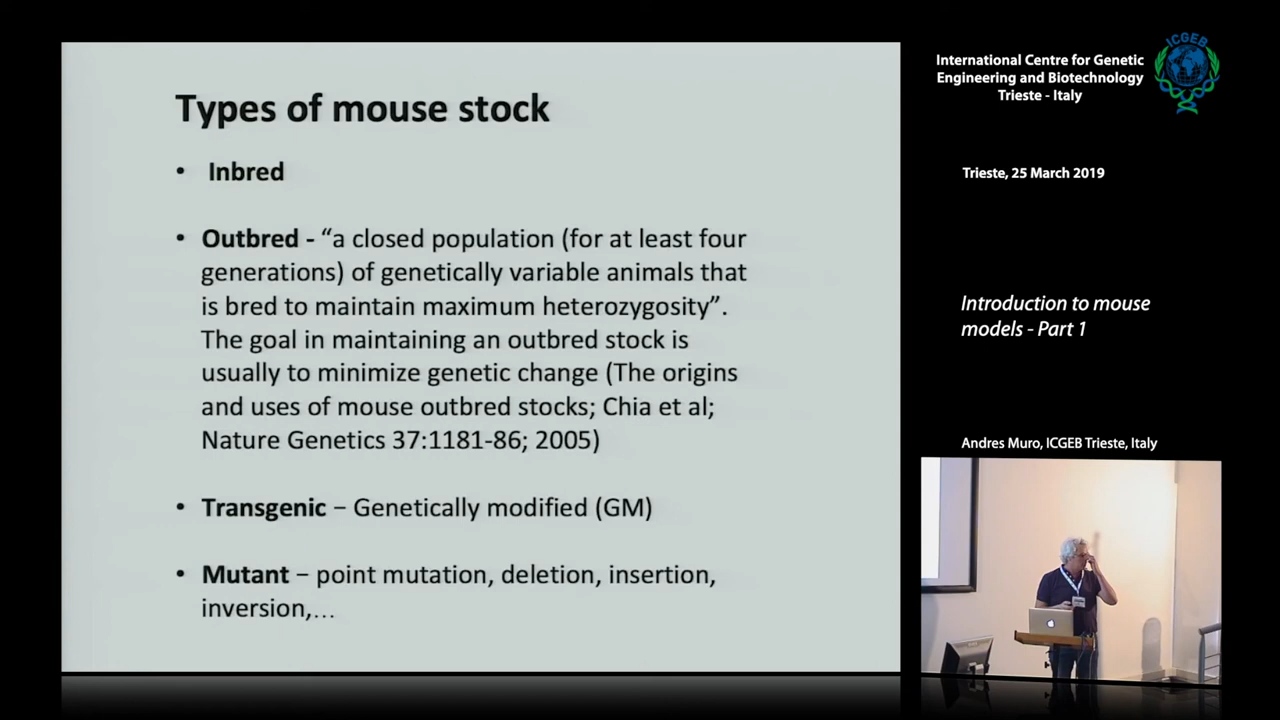 Types of mouse stock
• Inbred
• Outbred - “a closed population (for at least four
generations) of genetically variable animals that
is bred to maintain maximum heterozygosity”.
The goal in maintaining an outbred stock is
usually to minimize genetic change (The origins
and uses of mouse outbred stocks; Chia et al;
Nature Genetics 37:1181-86; 2005)
• Transgenic – Genetically modified (GM)
• Mutant – point mutation, deletion, insertion,
inversion,...
International Centre for Genetic
Engineering and Biotechnology
Trieste - Italy
ICGEB
Trieste, 25 March 2019
Introduction to mouse
models - Part 1
Andres Muro, ICGEB Trieste, Italy